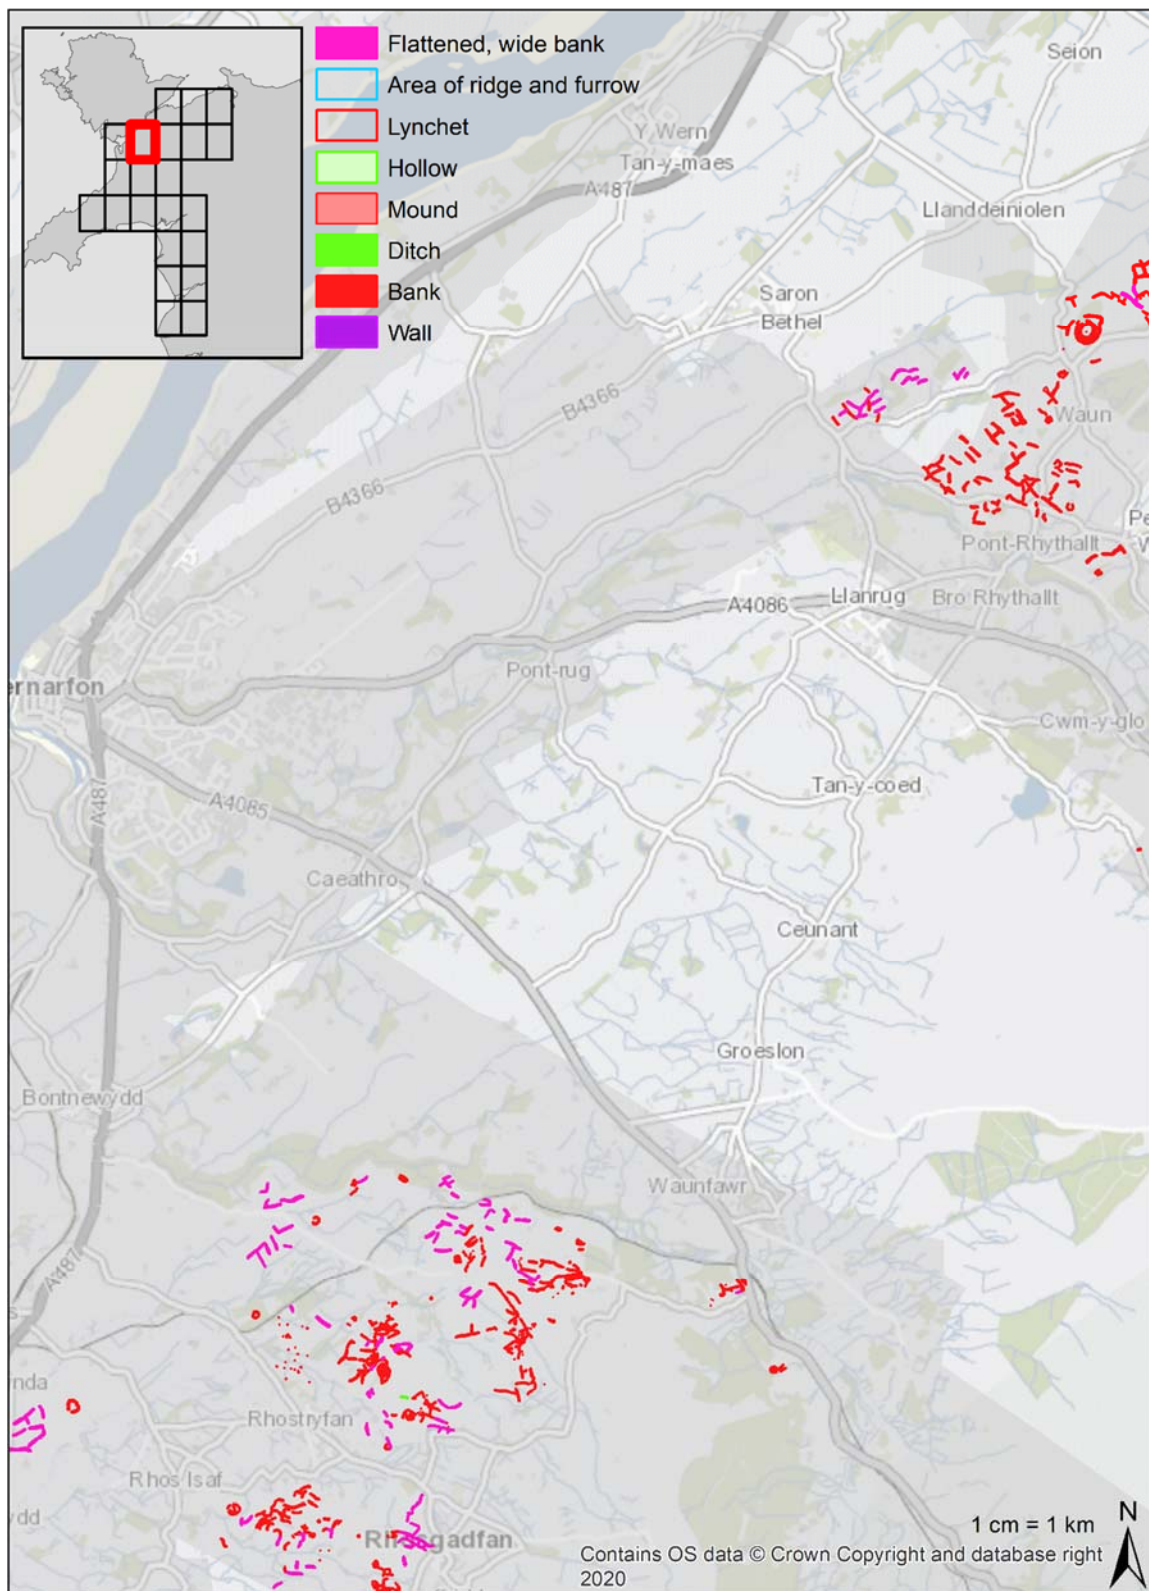 Flattened, wide bank
Area of ridge and furrow
Lynchet
Hollow
Mound
Ditch
Bank
Wall
Seion
Y Wern
Tan-y-maes
A487
Llanddeiniolen
Saron
Bethel
B4366
Waun
B4366
Pe
Pont-Rhythallt
W
A4086
Llanrug
Bro Rhythallt
Pont-rug
ernarfon
Cwm-y-glo
A487
A4085
Tan-y-coed
Caeathro
Ceunant
Groeslon
Bontnewydd
Waunfawr
A487
s
nda
Rhostryfan
Rhos Isaf
ydd
Rhosgadfan
N
1 cm = 1 km
Contains OS data © Crown Copyright and database right
2020